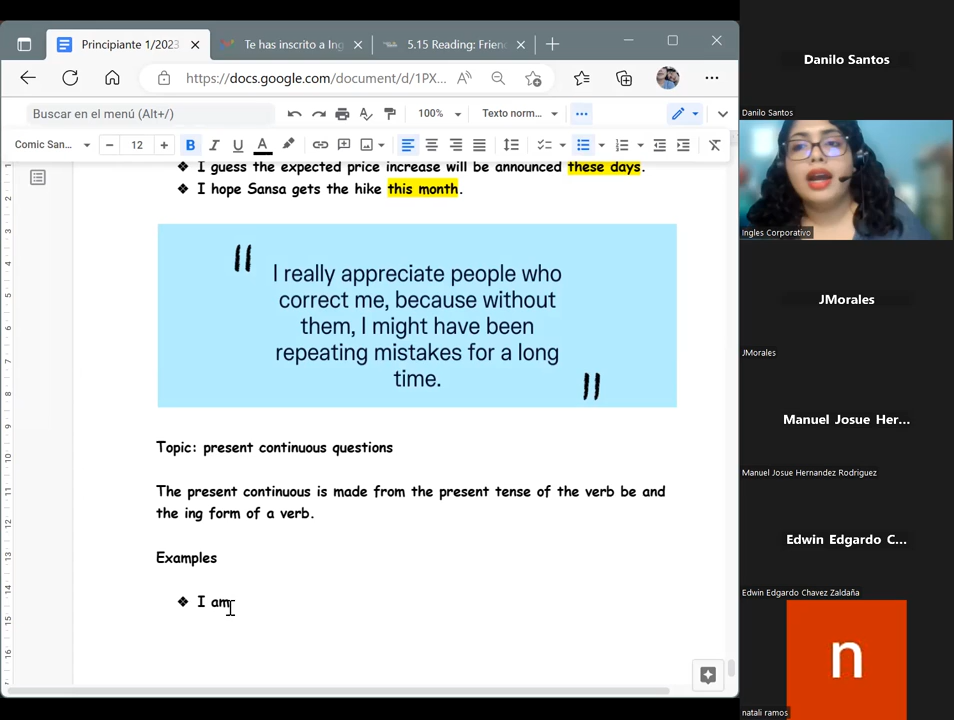 Principiante 1/2023
Te has inscrito a Ing
5.15 Reading: Frien
https://docs.google.com/document/d/1PX...
Buscar en el menú (Alt+/)
100%
Texto norm...
Comic San...
12
I guess the expected price increase will be announced these days.
I hope Sansa gets the hike this month.
I really appreciate people who
correct me, because without
them, I might have been
repeating mistakes for a long
time.
Topic: present continuous questions
The present continuous is made from the present tense of the verb be and
the ing form of a verb.
Examples
❖ I am
Danilo Santos
Danilo Santos
Ingles Corporativo
JMorales
JMorales
Manuel Josue Her...
Manuel Josue Hernandez Rodriguez
Edwin Edgardo C...
Edwin Edgardo Chavez Zaldaña
n
natali ramos